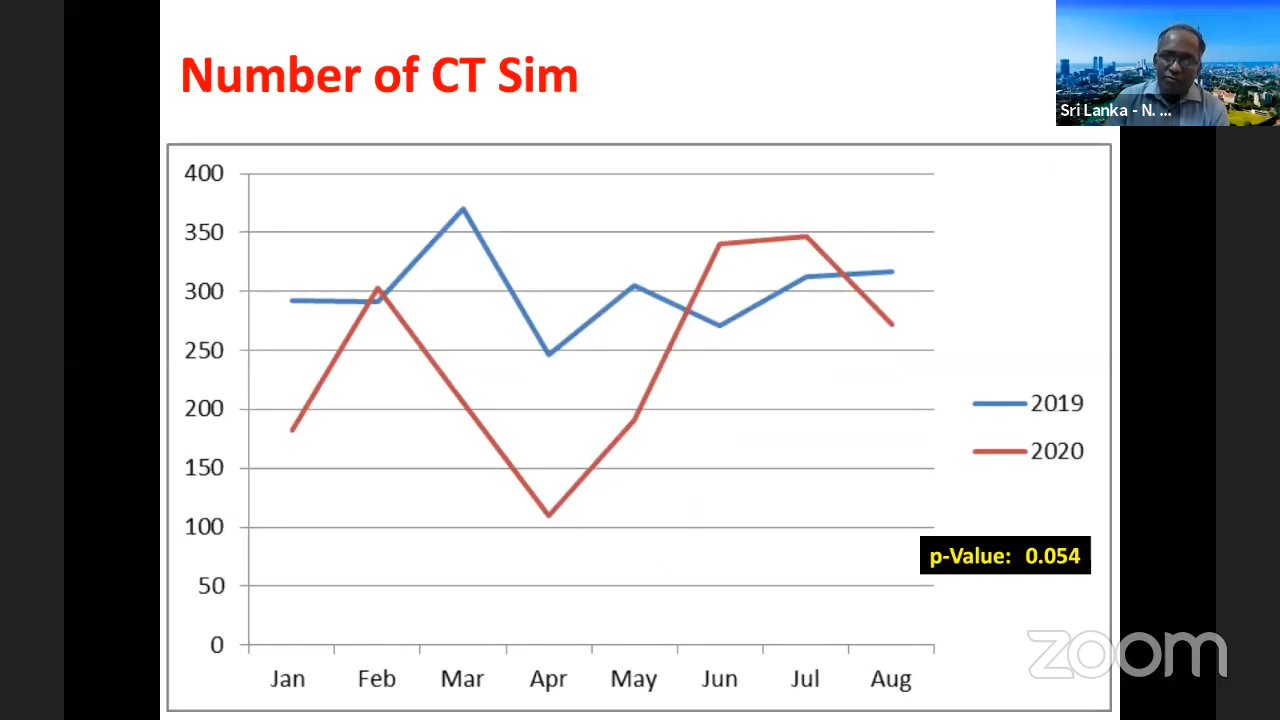 Number of CT Sim
Sri Lanka - N. ...
400
350
300
250
200
150
100
50
0
Jan Feb Mar Apr May Jun Jul Aug
2019
2020
p-Value: 0.054
zoom